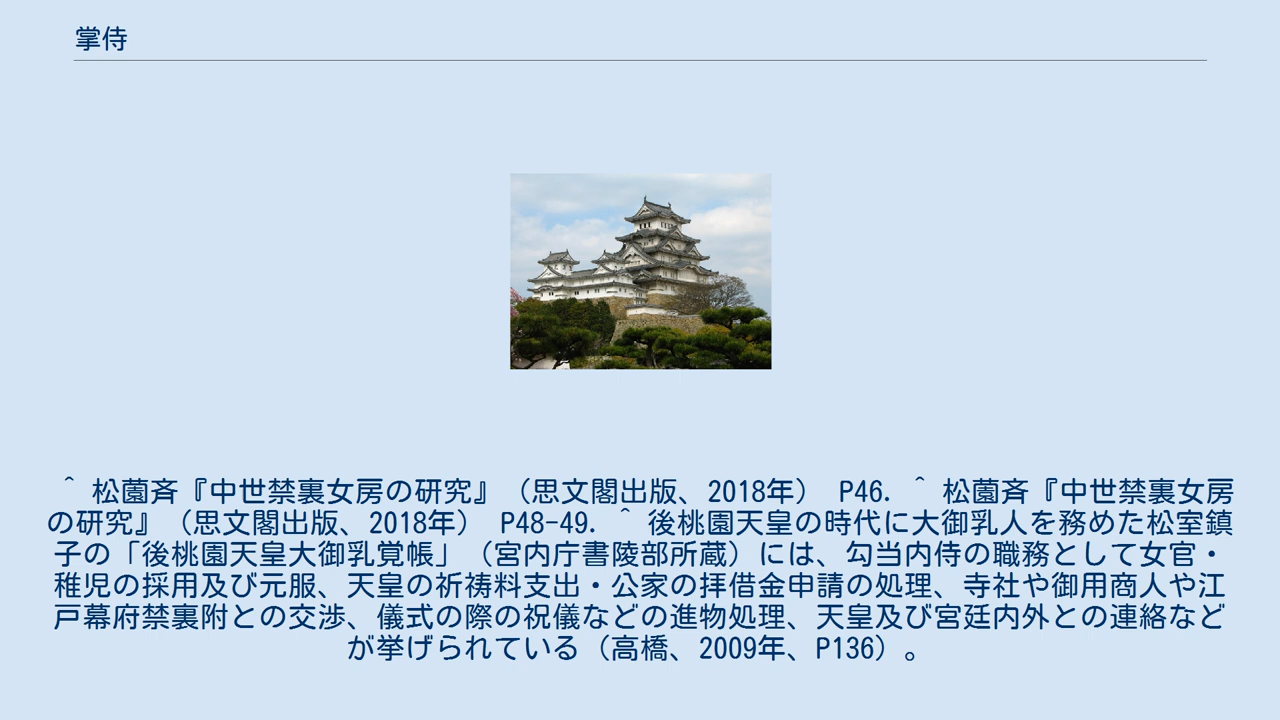 掌侍
^ 松薗斉『中世禁裏女房の研究』（思文閣出版、2018年） P46. ^ 松薗斉『中世禁裏女房
の研究』（思文閣出版、2018年） P48-49. ^ 後桃園天皇の時代に大御乳人を務めた松室鎮
子の「後桃園天皇大御乳覚帳」（宮内庁書陵部所蔵）には、勾当内侍の職務として女官・
稚児の採用及び元服、天皇の祈祷料支出・公家の拝借金申請の処理、寺社や御用商人や江
戸幕府禁裏附との交渉、儀式の際の祝儀などの進物処理、天皇及び宮廷内外との連絡など
が挙げられている（高橋、2009年、P136）。